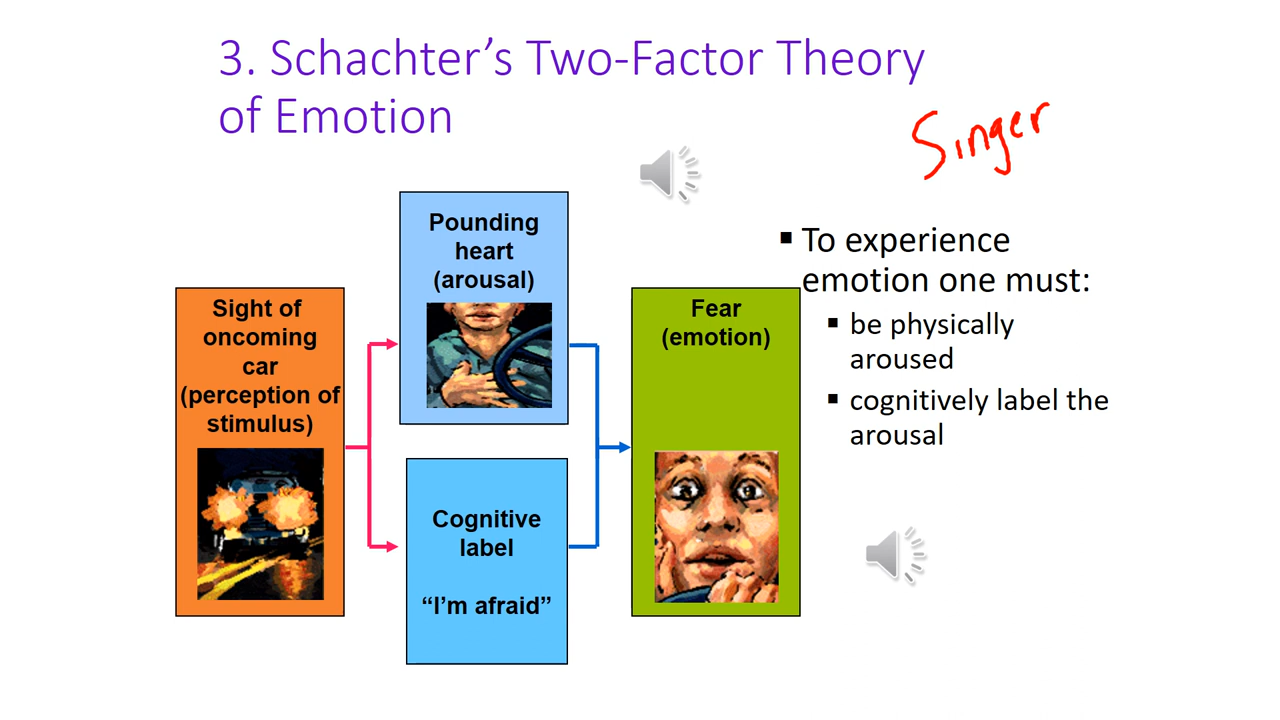 3. Schachter’s Two-Factor Theory
of Emotion
Singer
Pounding
heart
(arousal)
Sight of
oncoming
car
(perception of
stimulus)
Cognitive
label
“I’m afraid”
Fear
(emotion)
▪ To experience
emotion one must:
▪ be physically
aroused
▪ cognitively label the
arousal